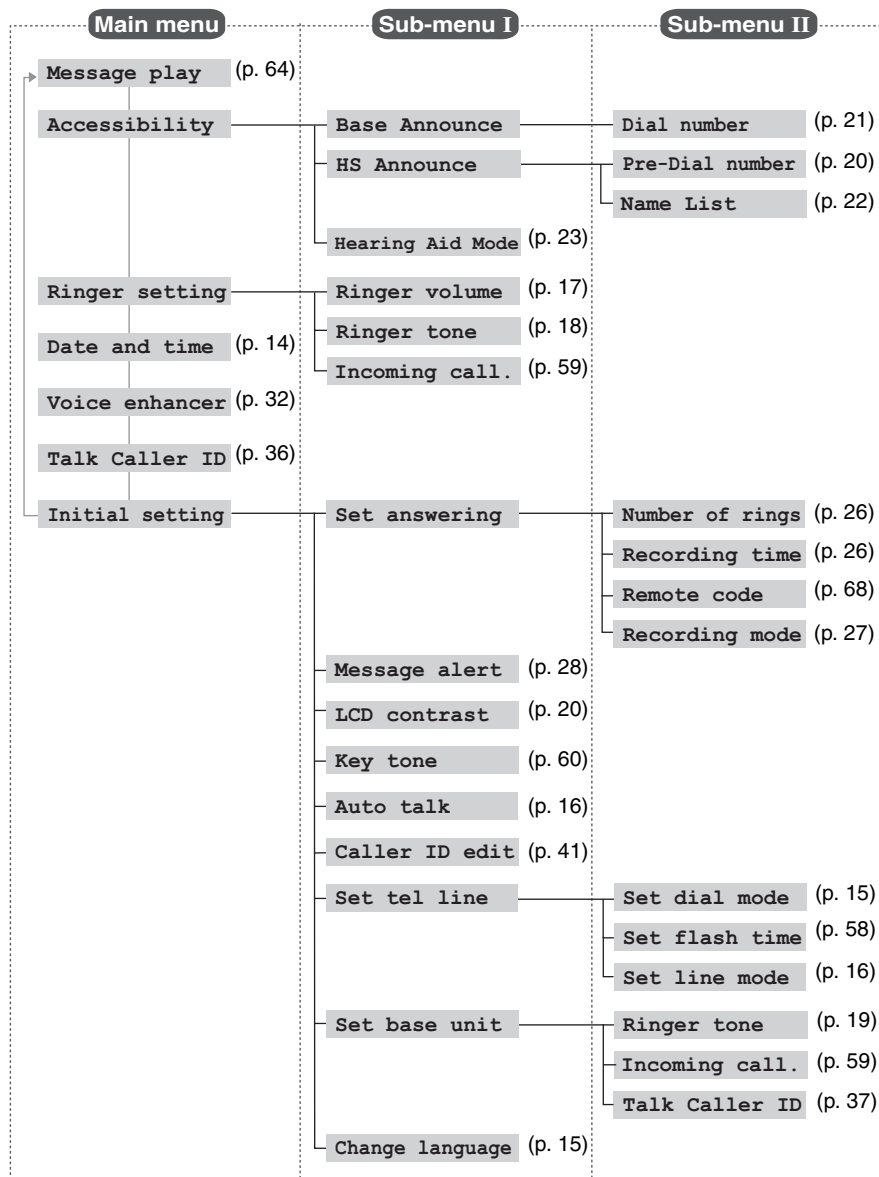 Main menu Sub-menu I Sub-menu II
Message play (p. 64)
Accessibility Base Announce Dial number (p. 21)
HS Announce Pre-Dial number (p. 20)
Name List (p. 22)
Hearing Aid Mode (p. 23)
Ringer setting Ringer volume (p. 17)
Ringer tone (p. 18)
Date and time (p. 14)
Incoming call. (p. 59)
Voice enhancer (p. 32)
Talk Caller ID (p. 36)
Initial setting Set answering Number of rings (p. 26)
Recording time (p. 26)
Remote code (p. 68)
Recording mode (p. 27)
Message alert (p. 28)
LCD contrast (p. 20)
Key tone (p. 60)
Auto talk (p. 16)
Caller ID edit (p. 41)
Set tel line Set dial mode (p. 15)
Set flash time (p. 58)
Set line mode (p. 16)
Set base unit Ringer tone (p. 19)
Incoming call. (p. 59)
Talk Caller ID (p. 37)
Change language (p. 15)